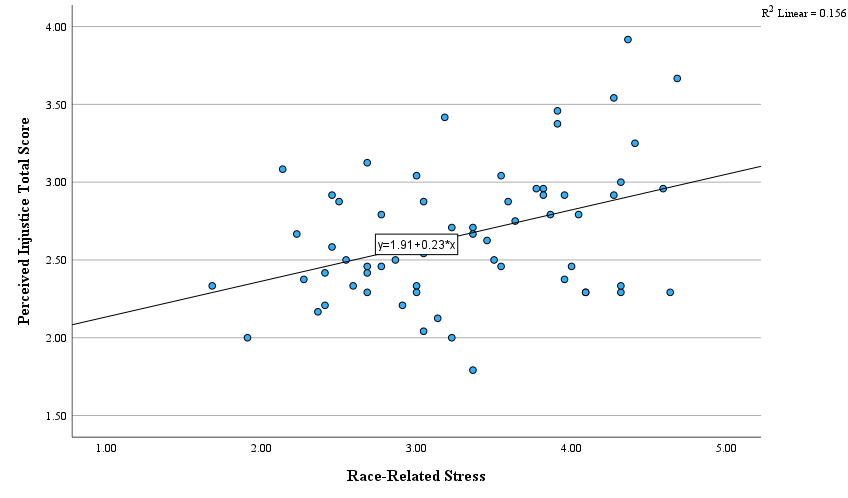 R2 Linear = 0.156
4.00
3.50
3.00
2.50
2.00
1.50
Perceived Injustice Total Score
y=1.91+0.23*x
1.00 2.00 3.00 4.00 5.00
Race-Related Stress